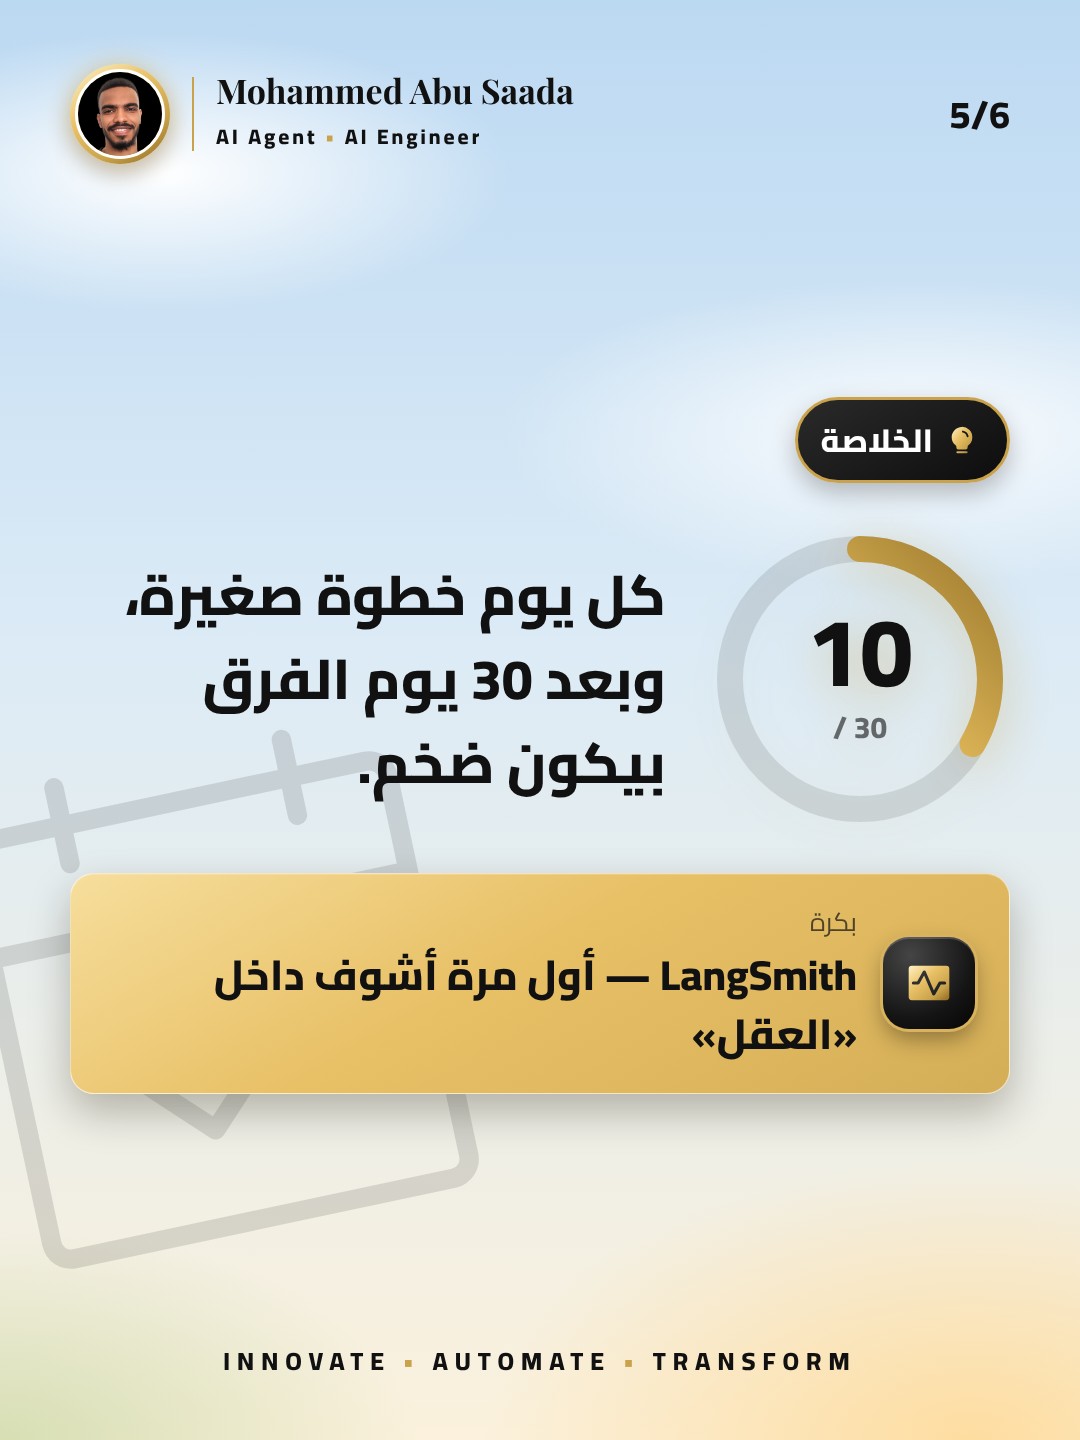 Mohammed Abu Saada
AI Agent ▪ AI Engineer
5/6
الخلاصة
10
/ 30
كل يوم خطوة صغيرة،
وبعد 30 يوم الفرق
بيكون ضخم.
بكرة
LangSmith — أول مرة أشوف داخل
«العقل»
INNOVATE ▪ AUTOMATE ▪ TRANSFORM